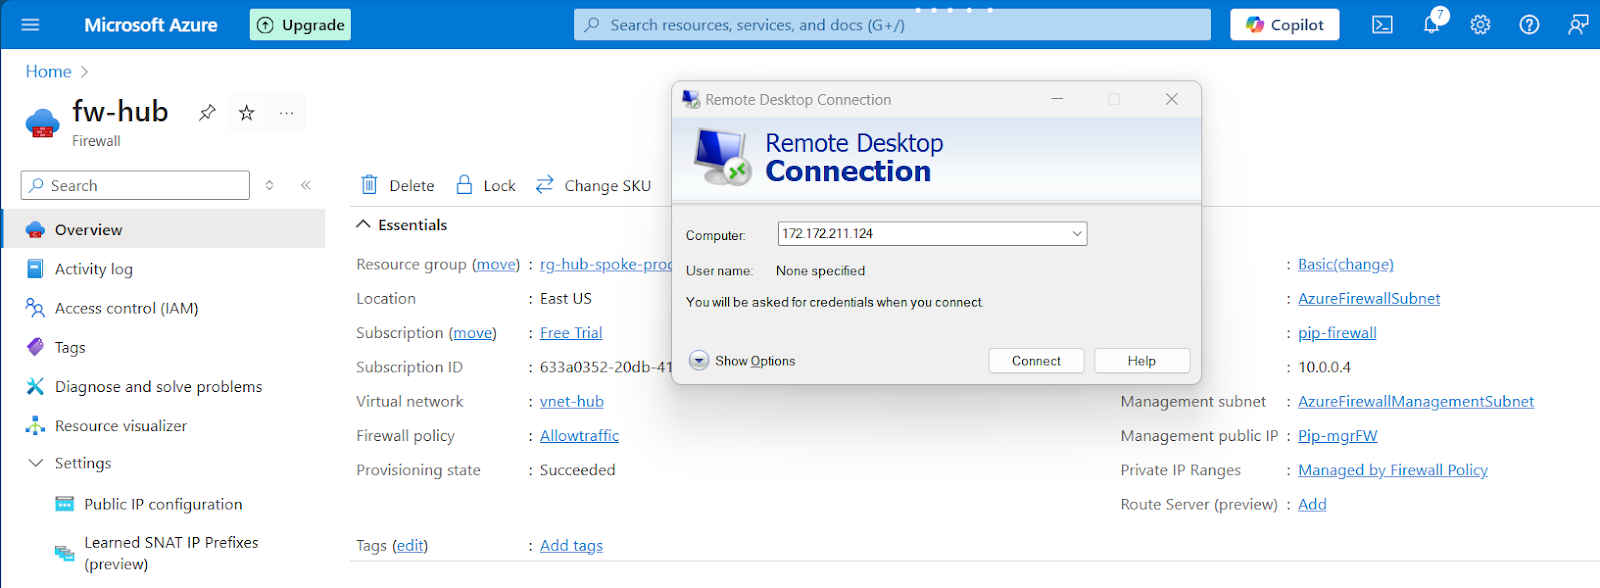 Microsoft Azure
Upgrade
Search resources, services, and docs (G+/)
Copilot
7
Home
fw-hub
Firewall
Search
Overview
Activity log
Access control (IAM)
Tags
Diagnose and solve problems
Resource visualizer
Settings
Public IP configuration
Learned SNAT IP Prefixes
(preview)
Delete Lock Change SKU
Essentials
Resource group (move) : rg-hub-spoke-prod
Location : East US
Subscription (move) : Free Trial
Subscription ID : 633a0352-20db-41
Virtual network : vnet-hub
Firewall policy : Allowtraffic
Provisioning state : Succeeded
Tags (edit) : Add tags
Remote Desktop Connection
Remote Desktop
Connection
Computer: 172.172.211.124
User name: None specified
You will be asked for credentials when you connect.
Show Options
Connect
Help
: Basic(change)
: AzureFirewallSubnet
: pip-firewall
: 10.0.0.4
Management subnet : AzureFirewallManagementSubnet
Management public IP : Pip-mgrFW
Private IP Ranges : Managed by Firewall Policy
Route Server (preview) : Add